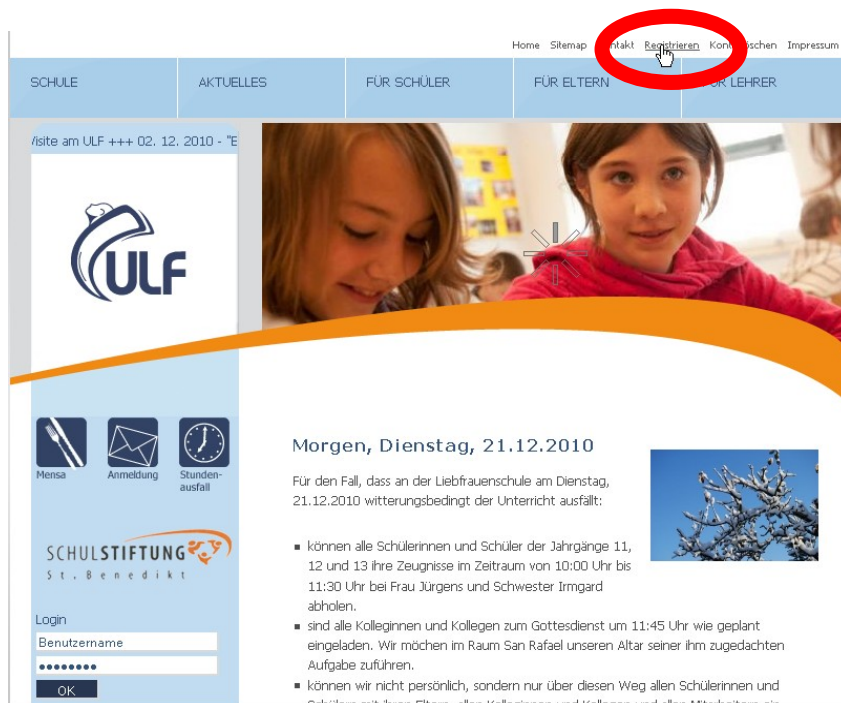 Home Sitemap Kontakt Registrieren Konto löschen Impressum
SCHULE AKTUELLES FÜR SCHÜLER FÜR ELTERN FÜR LEHRER
Visite am ULF +++ 02. 12. 2010 - "E
ULF
Mensa Anmeldung Stunden-
ausfall
SCHULSTIFTUNG
St. Benedikt
Login
Benutzername
OK
Morgen, Dienstag, 21.12.2010
Für den Fall, dass an der Liebfrauenschule am Dienstag,
21.12.2010 witterungsbedingt der Unterricht ausfällt:
können alle Schülerinnen und Schüler der Jahrgänge 11,
12 und 13 ihre Zeugnisse im Zeitraum von 10:00 Uhr bis
11:30 Uhr bei Frau Jürgens und Schwester Irmgard
abholen.
sind alle Kolleginnen und Kollegen zum Gottesdienst um 11:45 Uhr wie geplant
eingeladen. Wir möchen im Raum San Rafael unseren Altar seiner ihm zugedachten
Aufgabe zuführen.
können wir nicht persönlich, sondern nur über diesen Weg allen Schülerinnen und